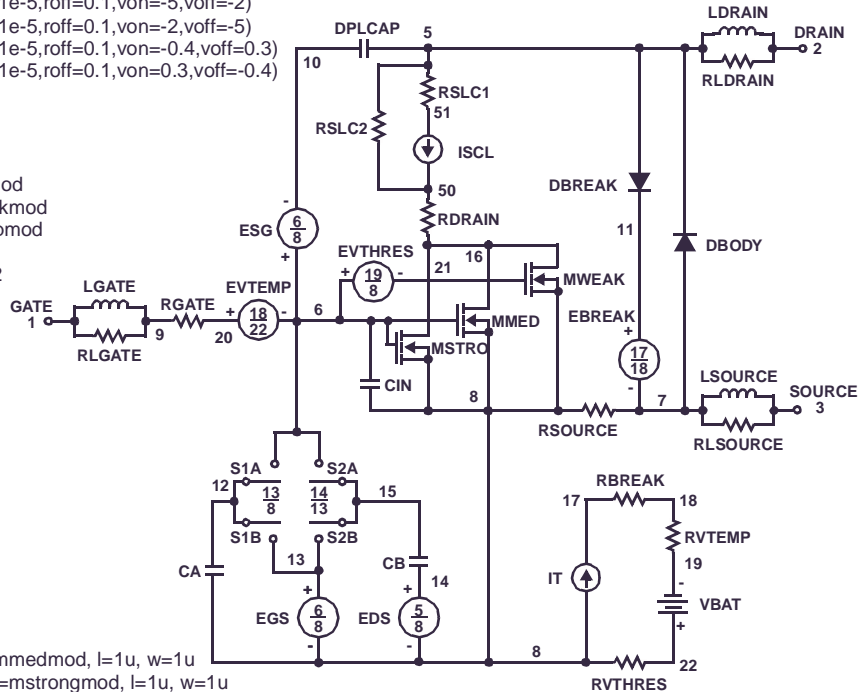 1e-5,roff=0.1,von=-5,voff=-2)
1e-5,roff=0.1,von=-2,voff=-5)
1e-5,roff=0.1,von=-0.4,voff=0.3)
1e-5,roff=0.1,von=0.3,voff=-0.4)
od
kmod
omod
2
LDRAIN
DPLCAP
5
DRAIN
2
10
RLDRAIN
RSLC1
51
RSLC2
ISCL
50
DBREAK
RDRAIN
ESG
6
8
-
+
11
DBODY
EVTHRES
16
21
+
19
8
-
MWEAK
LGATE
EVTEMP
GATE
1
RGATE
+
18
22
-
6
MMED
EBREAK
+
9
20
MSTRO
17
18
-
RLGATE
CIN
LSOURCE
8
7
SOURCE
3
RSOURCE
RLSOURCE
S1A
S2A
12
13
8
14
13
15
RBREAK
17
18
S1B
S2B
RVTEMP
13
CB
19
CA
14
IT
-
+
+
VBAT
EGS
6
8
EDS
5
8
+
-
-
8
22
RVTHRES
mmedmod, l=1u, w=1u
=mstrongmod, l=1u, w=1u